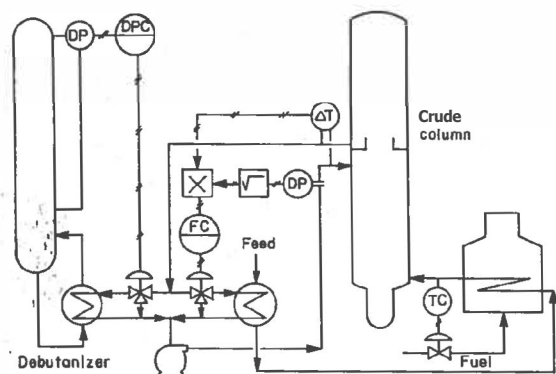 DP
DPC
ΔT
Crude
column
X
√
DP
FC
Feed
TC
Fuel
Debutanizer